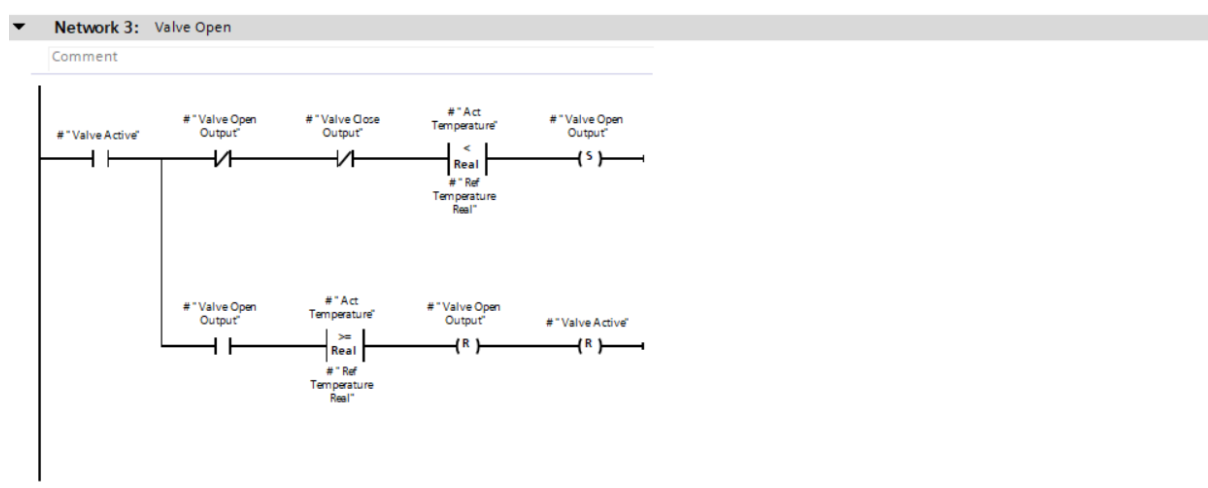 Network 3: Valve Open
Comment
#"Valve Active"
#"Valve Open
Output"
#"Valve Close
Output"
#"Act
Temperature"
<
Real
#"Ref
Temperature
Real"
#"Valve Open
Output"
S
#"Valve Open
Output"
#"Act
Temperature"
>=
Real
#"Ref
Temperature
Real"
#"Valve Open
Output"
R
#"Valve Active"
R